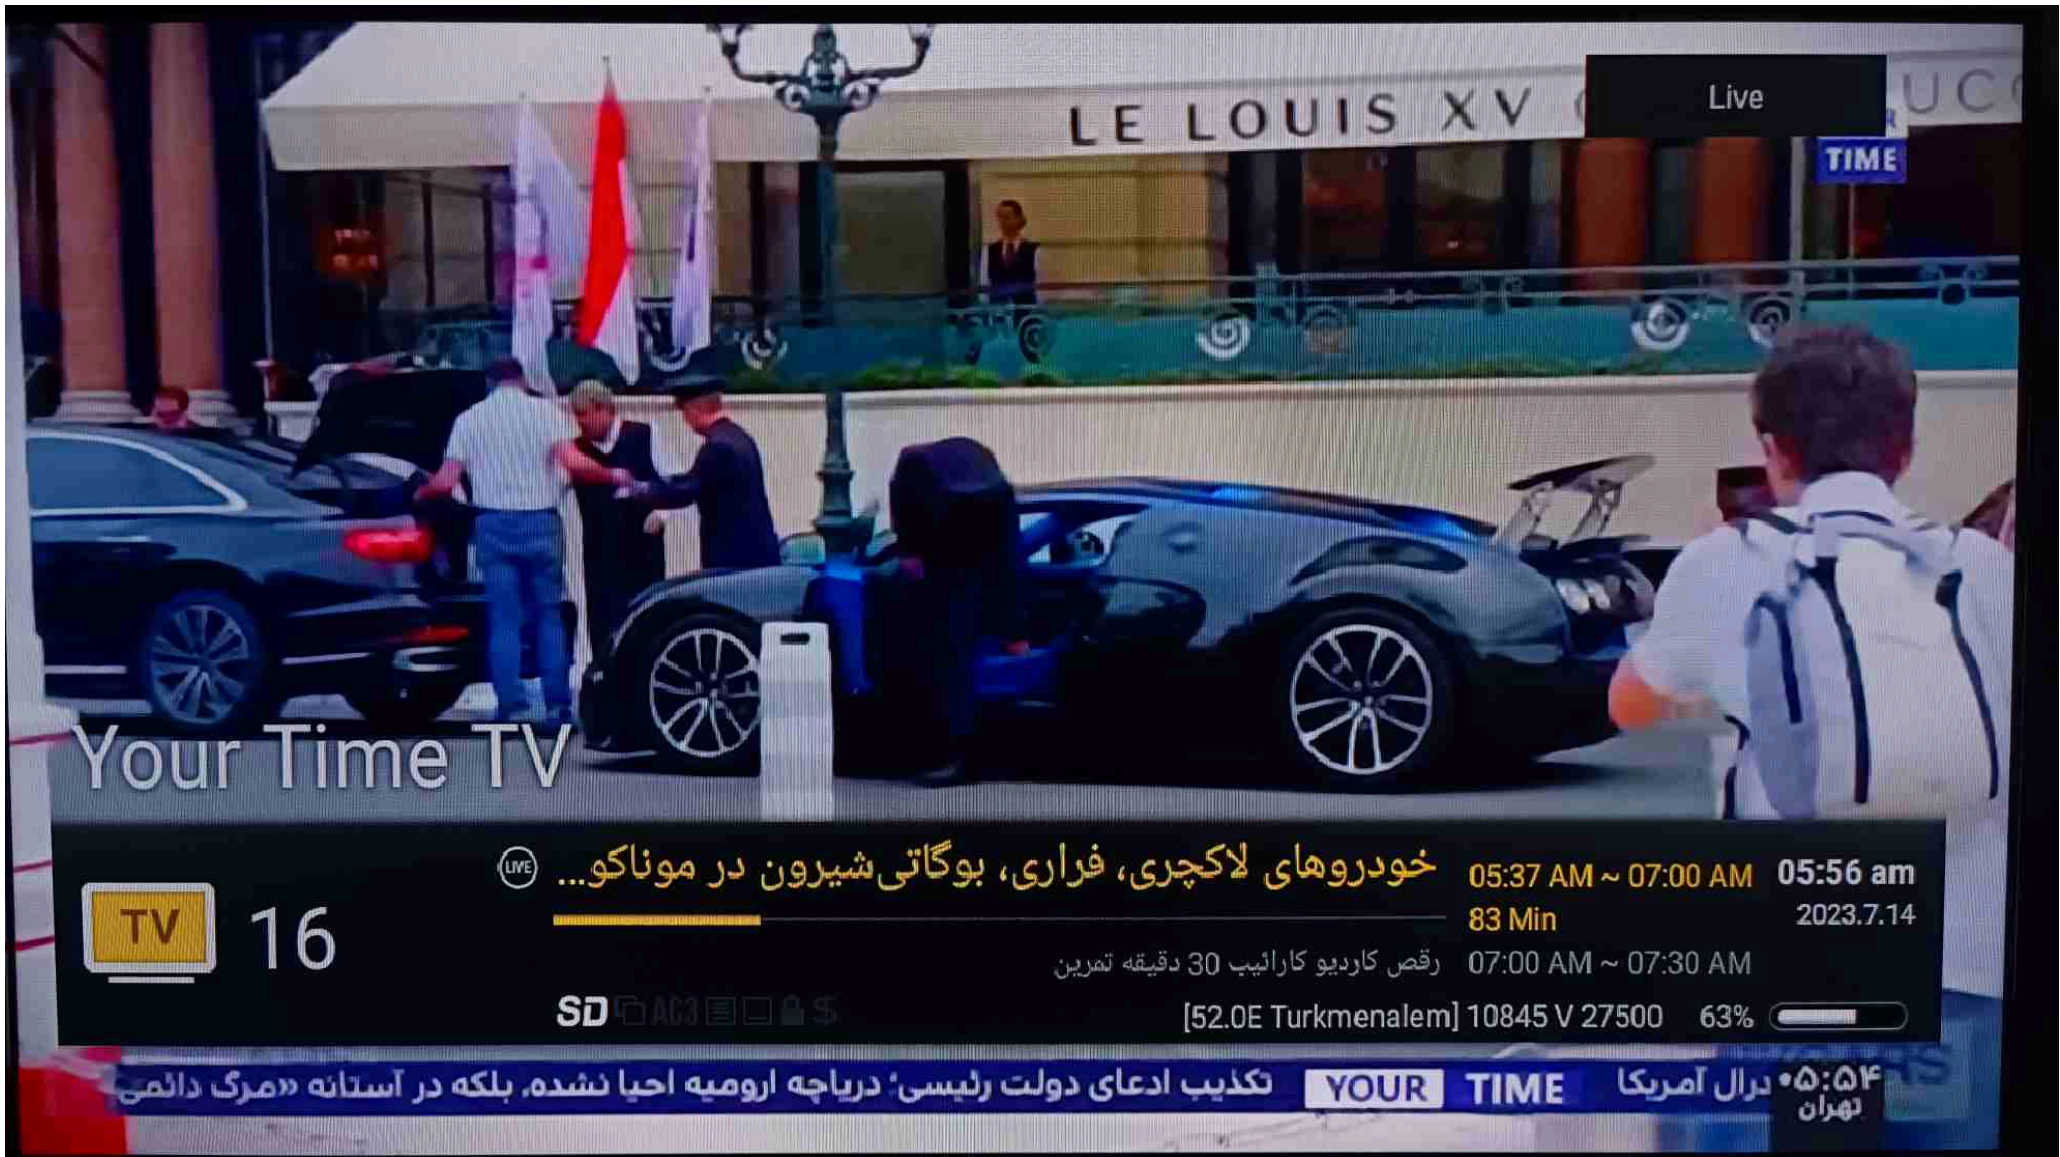 LE LOUIS XV
Live
TIME
Your Time TV
TV
16
LIVE
خودروهای لاکچری، فراری، بوگاتی‌شیرون در موناکو...
05:37 AM ~ 07:00 AM
05:56 am
83 Min
2023.7.14
رقص کاردیو کارائیب 30 دقیقه تمرین
07:00 AM ~ 07:30 AM
SD AC3 $
[52.0E Turkmenalem] 10845 V 27500
63%
درال آمریکا YOUR TIME تکذیب ادعای دولت رئیسی؛ دریاچه ارومیه احیا نشده، بلکه در آستانه «مرگ دائمی
۰۵:۵۴
تهران